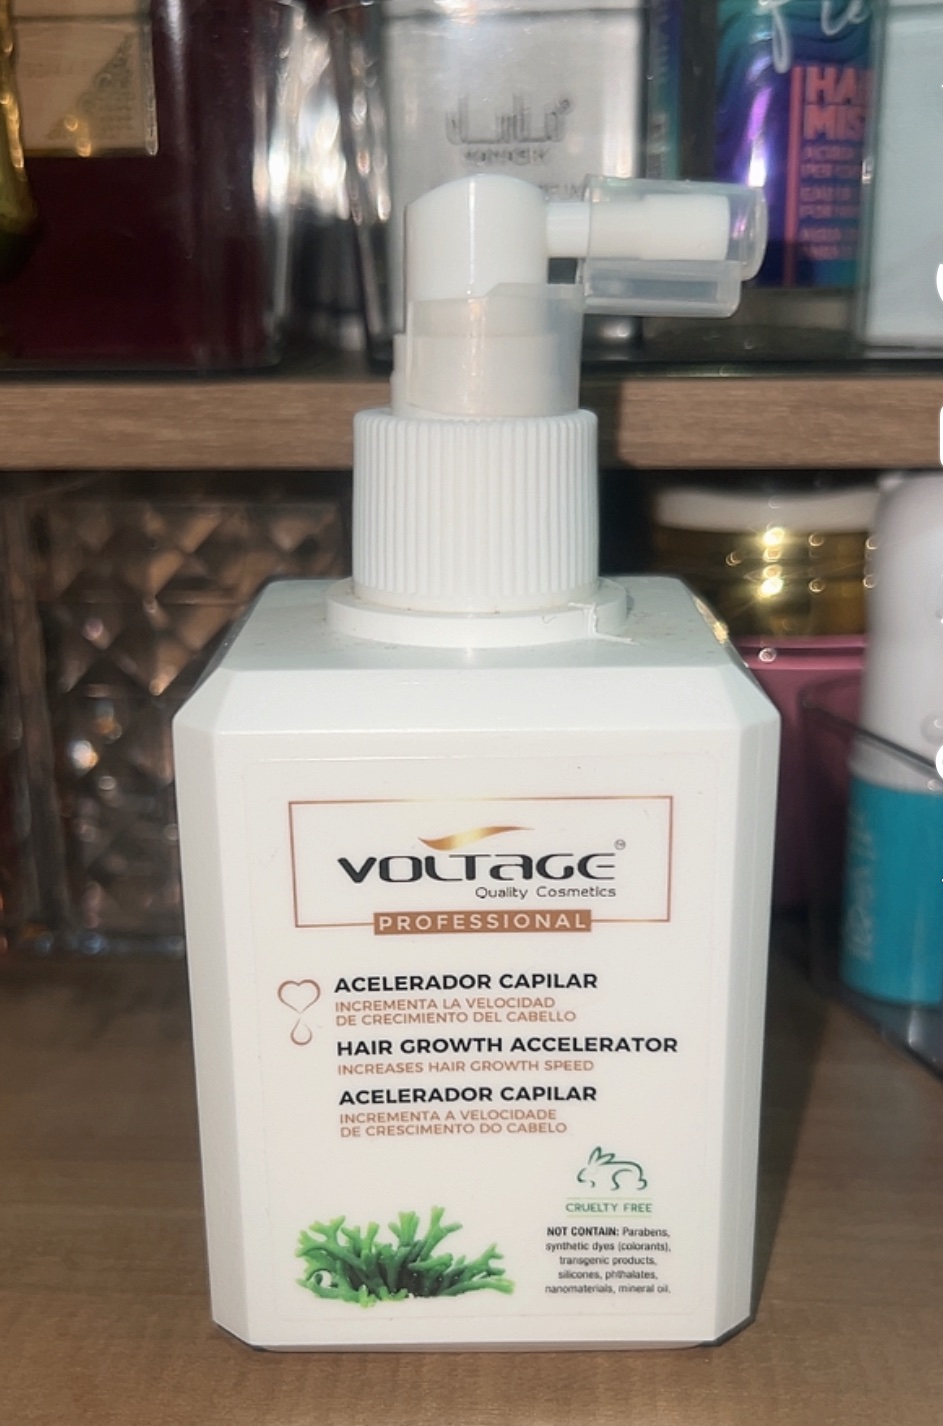 HA
MIS
VOLTAGE
Quality Cosmetics
PROFESSIONAL
ACELERADOR CAPILAR
INCREMENTA LA VELOCIDAD
DE CRECIMIENTO DEL CABELLO
HAIR GROWTH ACCELERATOR
INCREASES HAIR GROWTH SPEED
ACELERADOR CAPILAR
INCREMENTA A VELOCIDADE
DE CRESCIMENTO DO CABELO
CRUELTY FREE
NOT CONTAIN: Parabens,
synthetic dyes (colorants),
transgenic products,
silicones, phthalates,
nanomaterials, mineral oil.